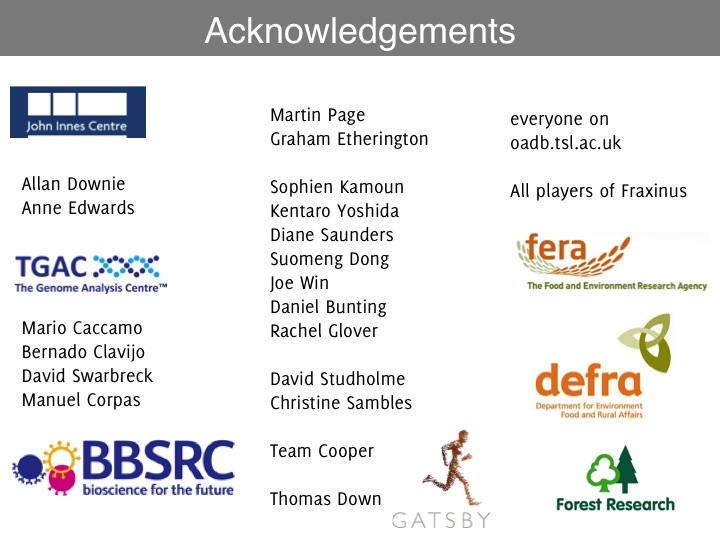 Acknowledgements
John Innes Centre
Allan Downie
Anne Edwards
TGAC
The Genome Analysis Centre™
Mario Caccamo
Bernado Clavijo
David Swarbreck
Manuel Corpas
BBSRC
bioscience for the future
Martin Page
Graham Etherington
Sophien Kamoun
Kentaro Yoshida
Diane Saunders
Suomeng Dong
Joe Win
Daniel Bunting
Rachel Glover
David Studholme
Christine Sambles
Team Cooper
Thomas Down
GATSBY
everyone on
oadb.tsl.ac.uk
All players of Fraxinus
fera
The Food and Environment Research Agency
defra
Department for Environment
Food and Rural Affairs
Forest Research